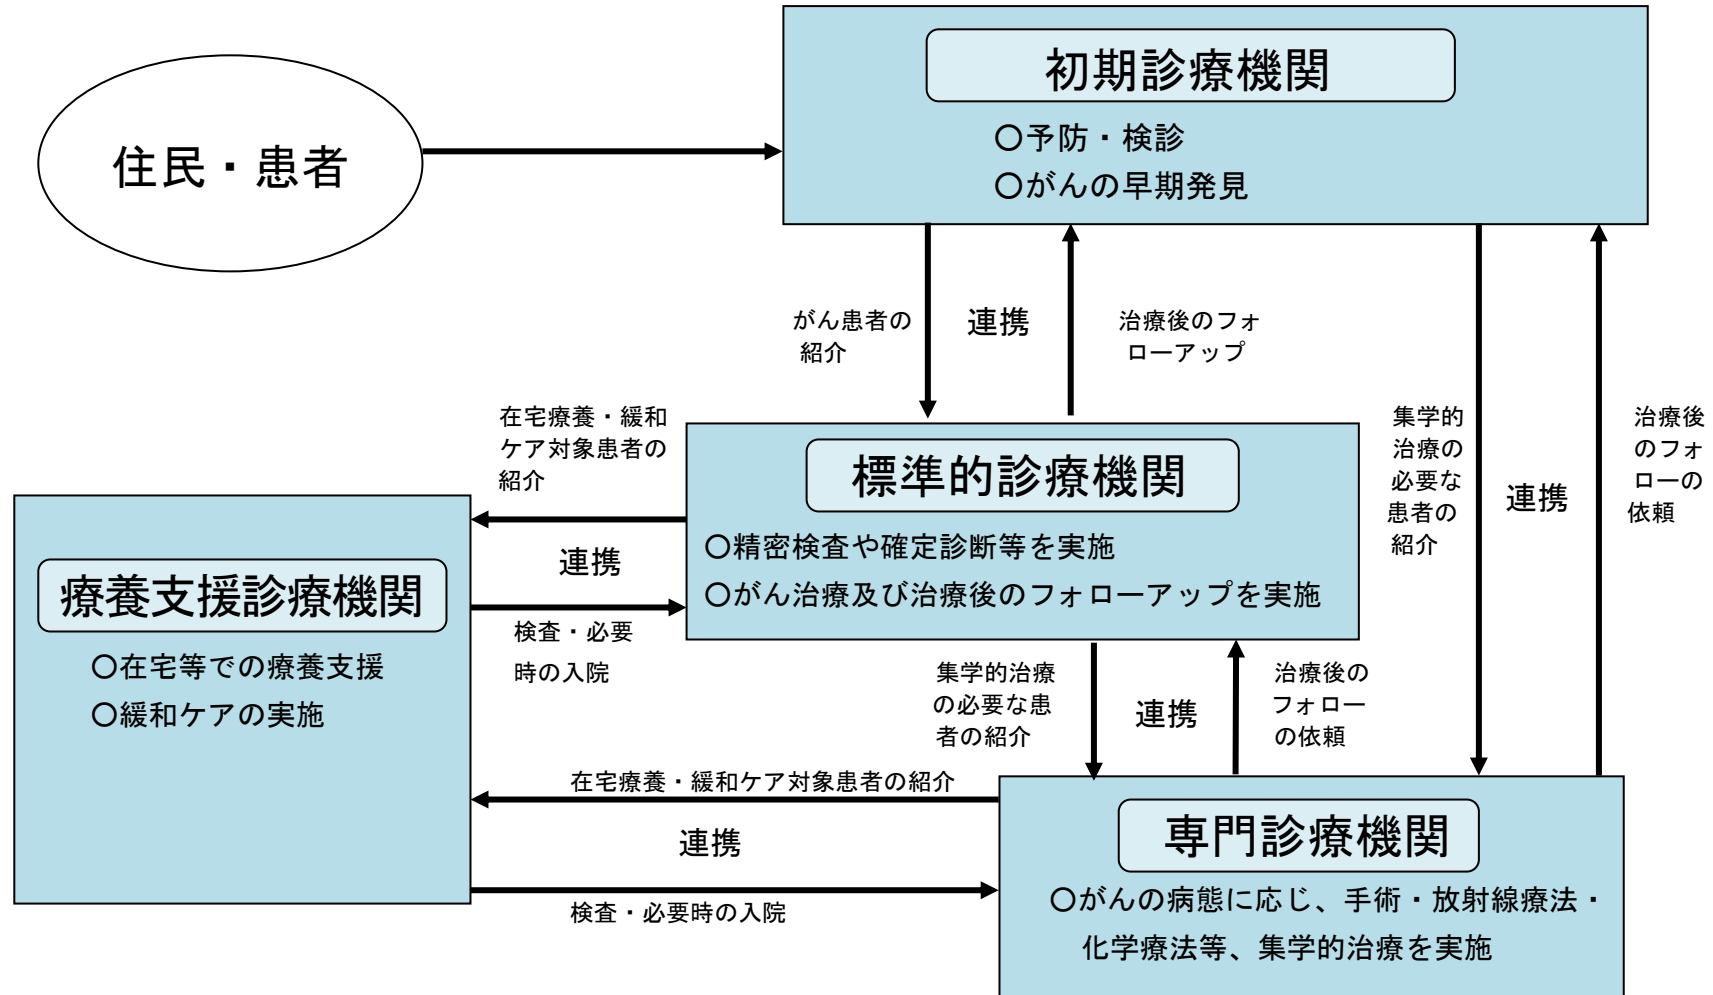 初期診療機関
〇予防・検診
〇がんの早期発見
住民・患者
がん患者の
紹介
連携
治療後のフォ
ローアップ
在宅療養・緩和
ケア対象患者の
紹介
標準的診療機関
〇精密検査や確定診断等を実施
〇がん治療及び治療後のフォローアップを実施
集学的
治療の
必要な
患者の
紹介
連携
治療後
のフォ
ローの
依頼
連携
療養支援診療機関
〇在宅等での療養支援
〇緩和ケアの実施
検査・必要
時の入院
集学的治療
の必要な患
者の紹介
連携
治療後の
フォロー
の依頼
在宅療養・緩和ケア対象患者の紹介
連携
検査・必要時の入院
専門診療機関
〇がんの病態に応じ、手術・放射線療法・
化学療法等、集学的治療を実施